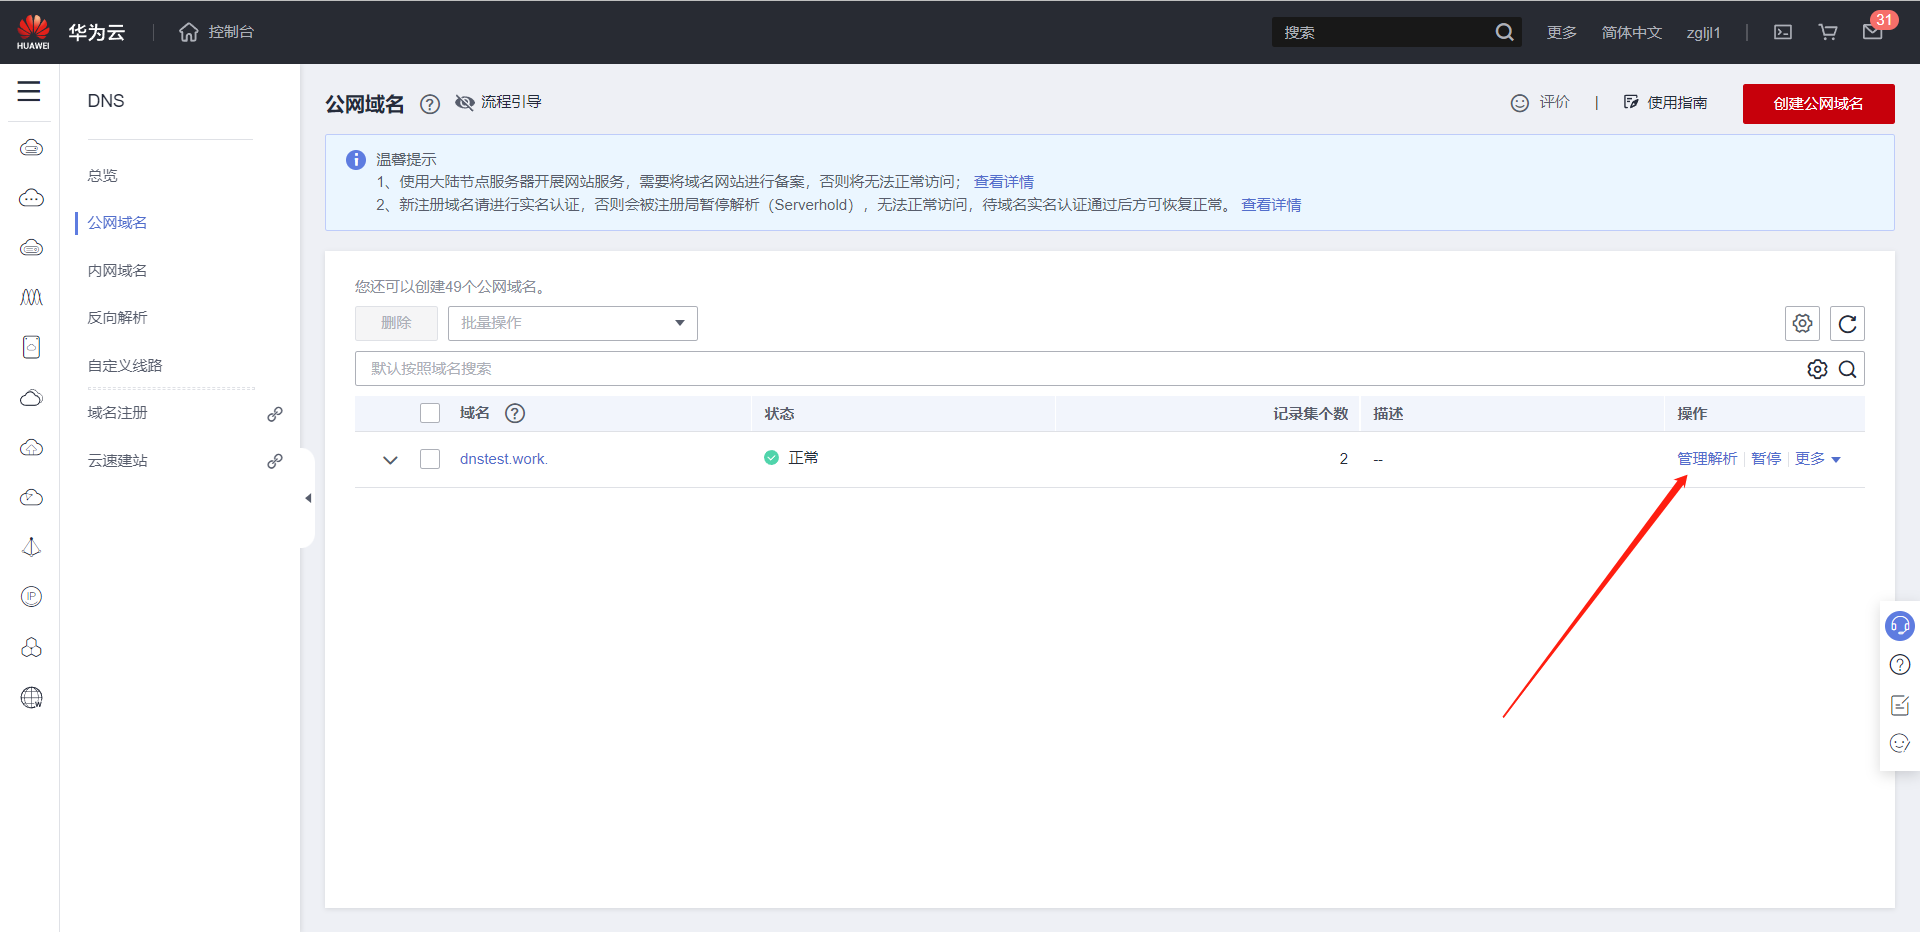 HUAWEI
华为云
控制台
搜索
更多
简体中文
zgljl1
31
DNS
总览
公网域名
内网域名
反向解析
自定义线路
域名注册
云速建站
IP
W
公网域名
流程引导
评价
使用指南
创建公网域名
温馨提示
1、使用大陆节点服务器开展网站服务，需要将域名网站进行备案，否则将无法正常访问； 查看详情
2、新注册域名请进行实名认证，否则会被注册局暂停解析（Serverhold），无法正常访问，待域名实名认证通过后方可恢复正常。 查看详情
您还可以创建49个公网域名。
删除
批量操作
默认按照域名搜索
域名 状态 记录集个数 描述 操作
dnstest.work. 正常 2 -- 管理解析 暂停 更多